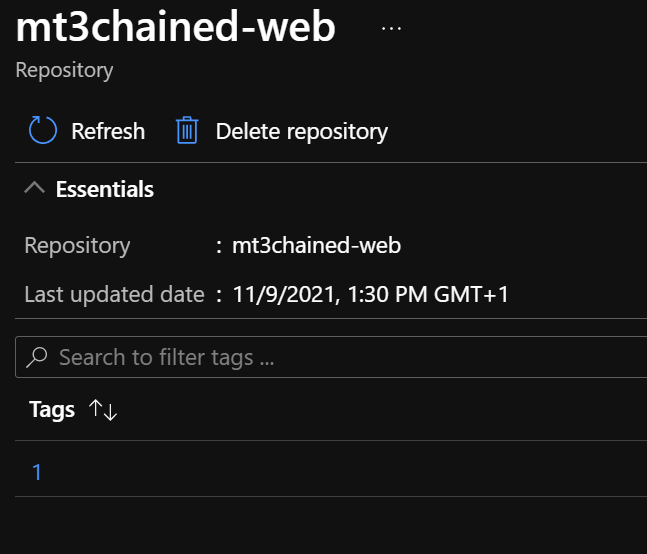 mt3chained-web ...
Repository
Refresh Delete repository
Essentials
Repository : mt3chained-web
Last updated date : 11/9/2021, 1:30 PM GMT+1
Search to filter tags ...
Tags ↑↓
1